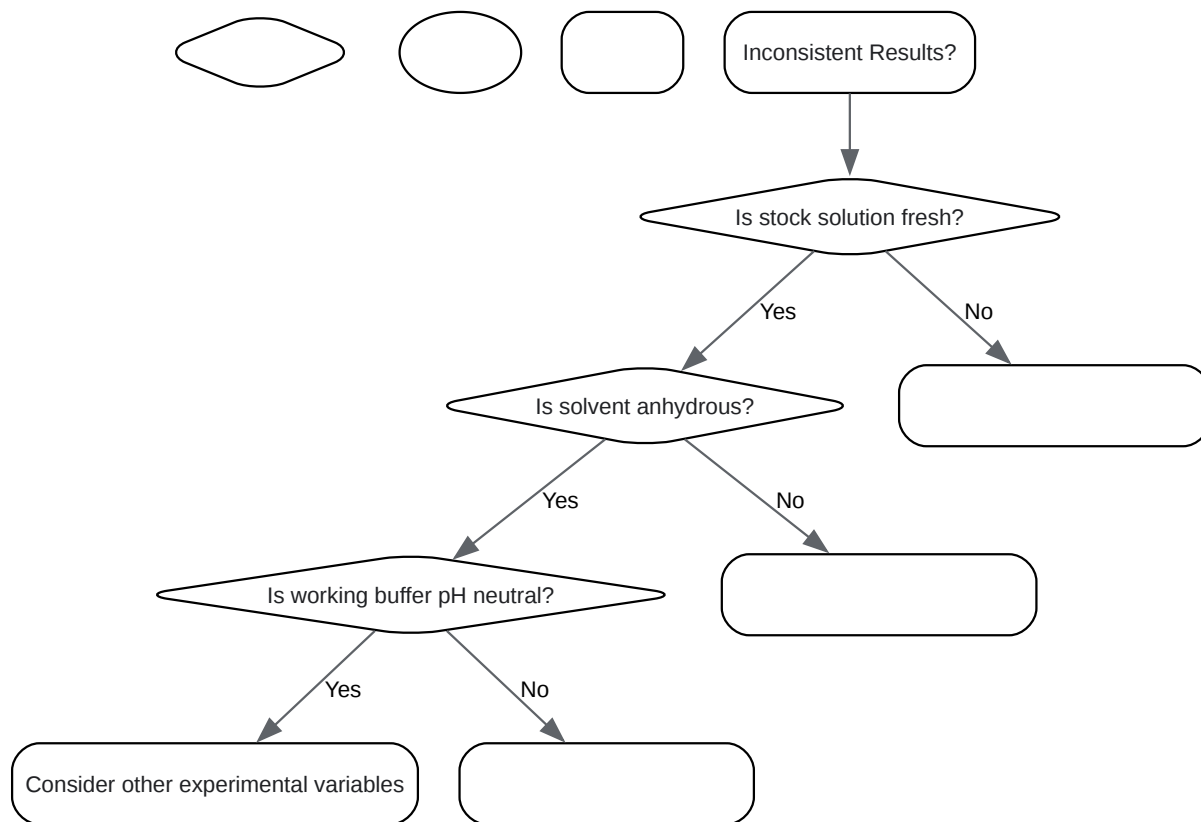 Inconsistent Results?
Is stock solution fresh?
Yes
No
Is solvent anhydrous?
Yes
No
Is working buffer pH neutral?
Yes
No
Consider other experimental variables